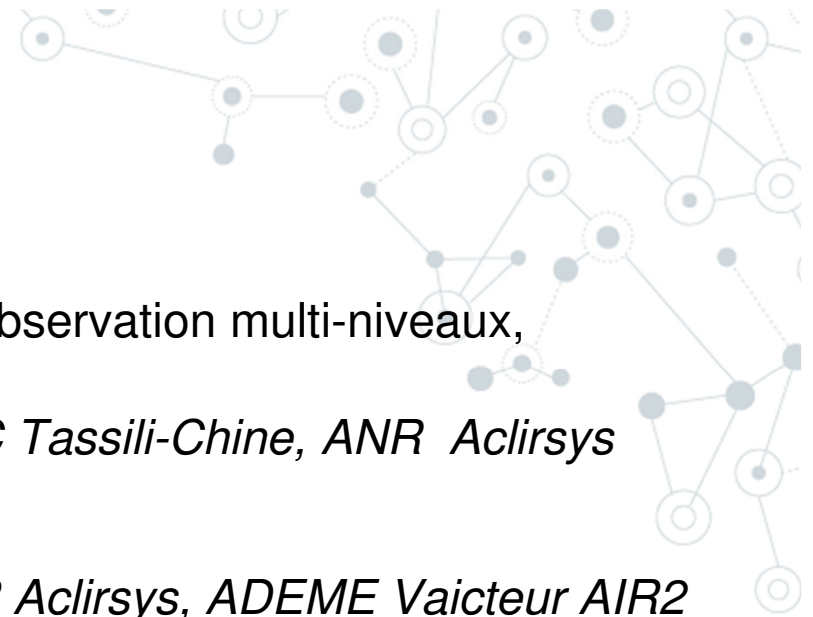 bservation multi-niveaux,
C Tassili-Chine, ANR Aclirsys
Aclirsys, ADEME Vaicteur AIR2